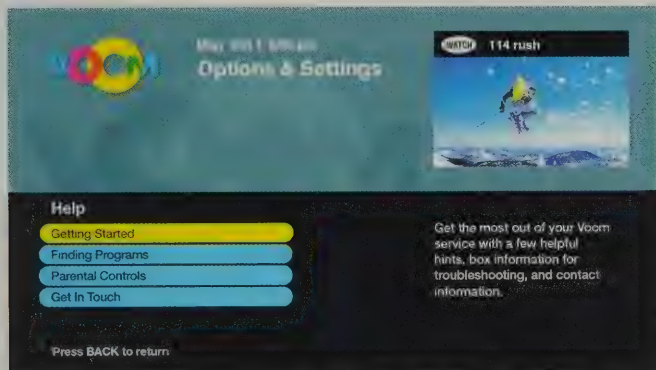 VOOM
Options & Settings
WATCH 114 rush
Help
Getting Started
Finding Programs
Parental Controls
Get In Touch
Get the most out of your Voom
service with a few helpful
hints, box information for
troubleshooting, and contact
information.
Press BACK to return